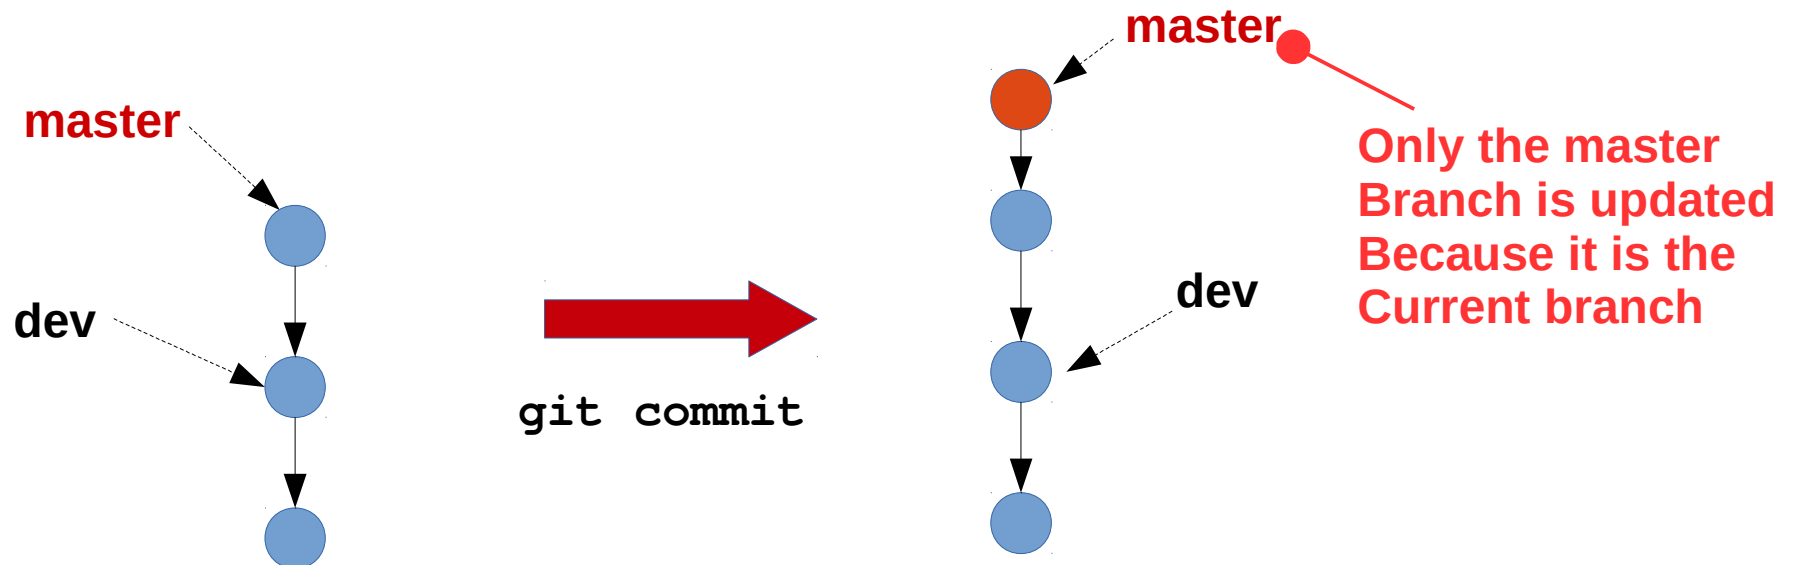 master
dev
git commit
master
dev
Only the master
Branch is updated
Because it is the
Current branch